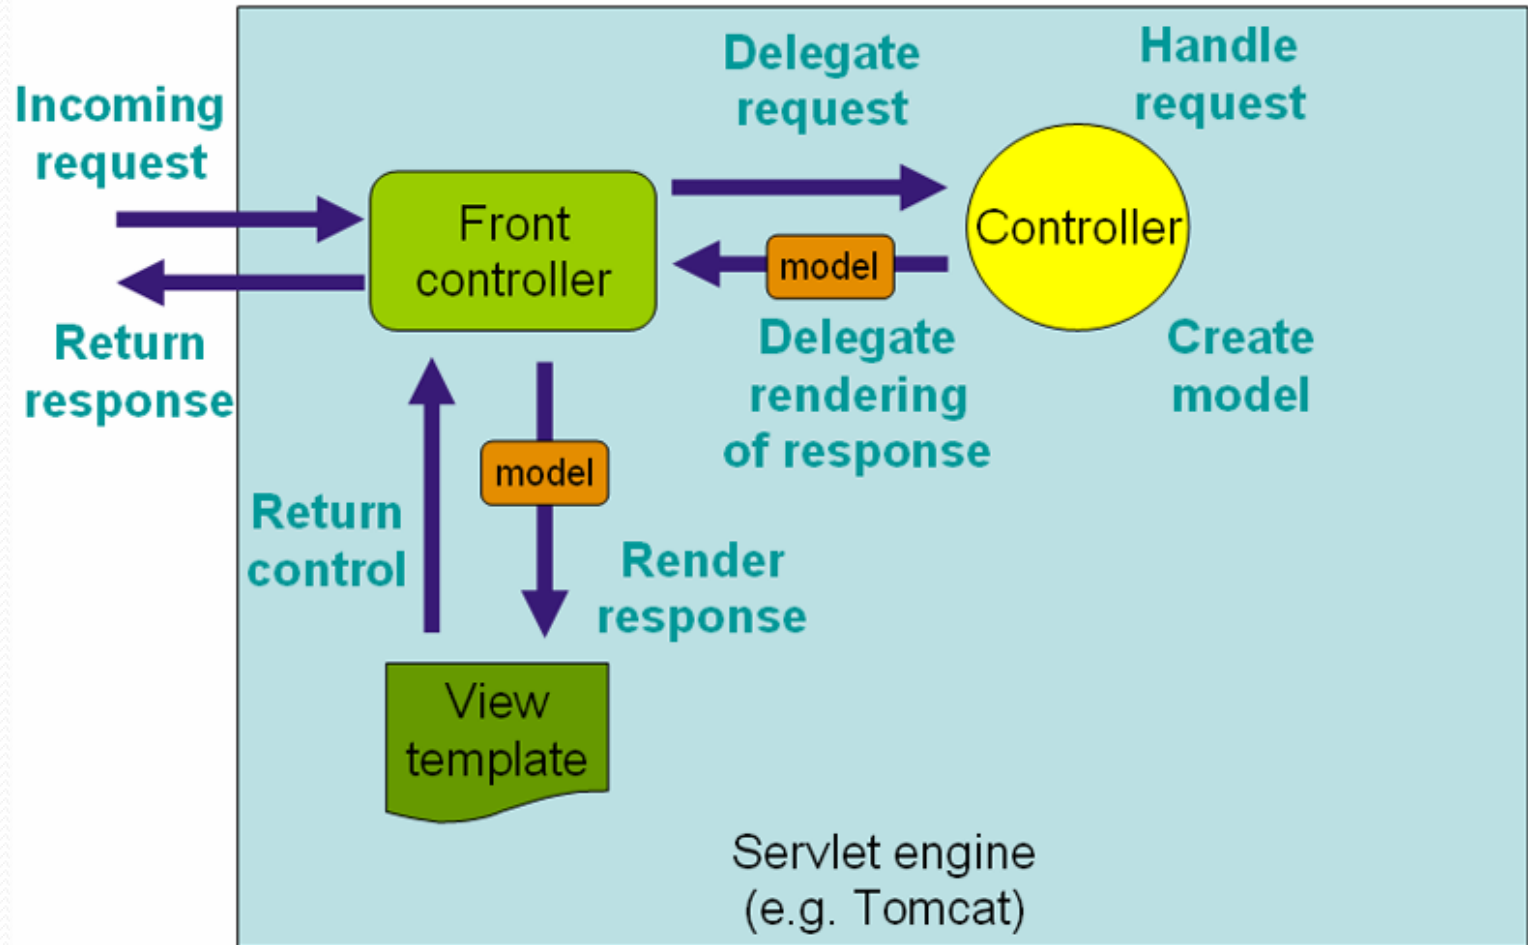 Incoming
request
Return
response
Front
controller
Delegate
request
Handle
request
Controller
model
Delegate
rendering
of response
Create
model
model
Return
control
Render
response
View
template
Servlet engine
(e.g. Tomcat)